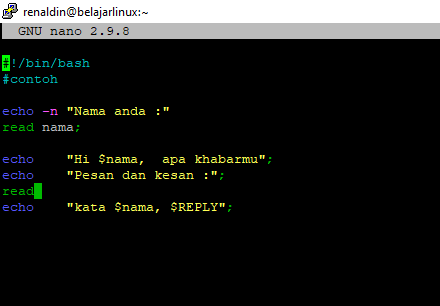 renaldin@belajarlinux:~
GNU nano 2.9.8
#!/bin/bash
#contoh
echo -n "Nama anda :"
read nama;
echo    "Hi $nama,  apa khabarmu";
echo    "Pesan dan kesan :";
read
echo    "kata $nama, $REPLY";